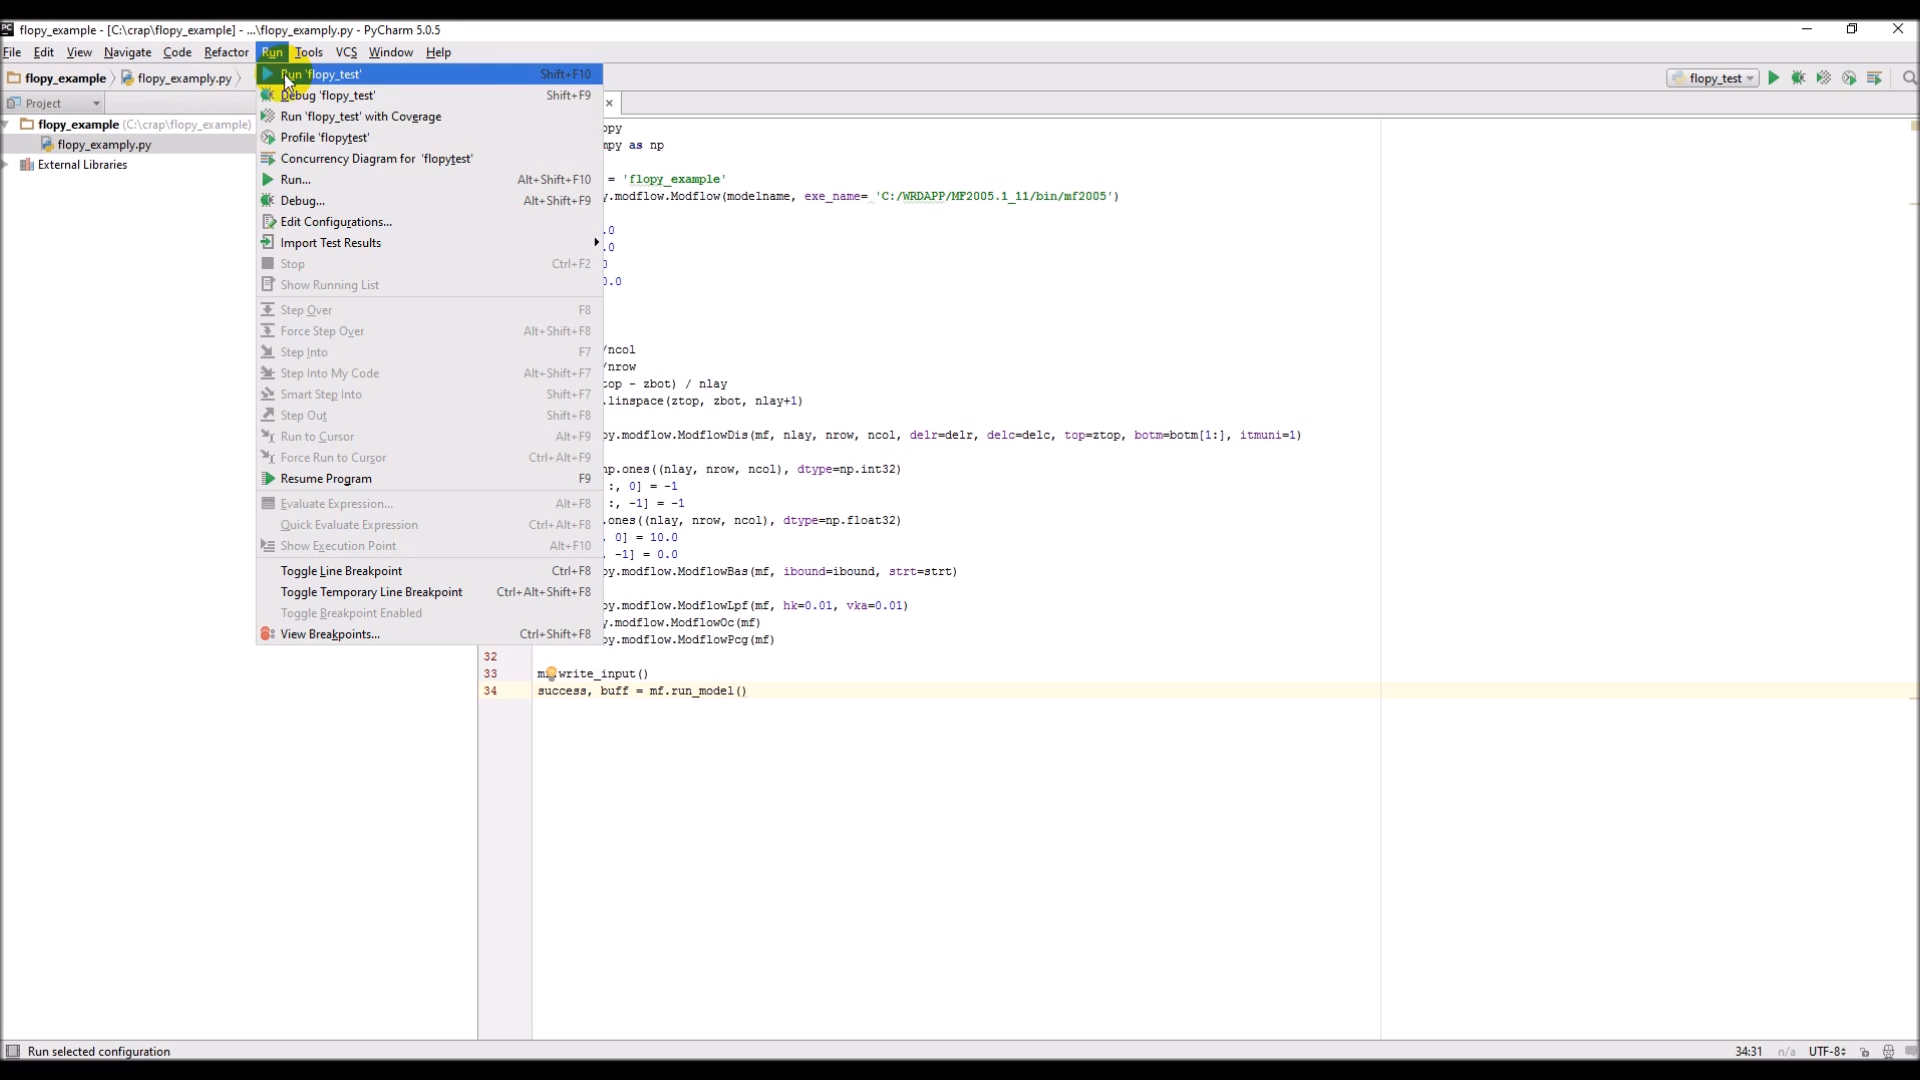 flopy_example - [C:\crap\flopy_example] - ...\flopy_examply.py - PyCharm 5.0.5
File Edit View Navigate Code Refactor Run Tools VCS Window Help
flopy_example flopy_examply.py
flopy_test
Project
flopy_example (C:\crap\flopy_example)
flopy_examply.py
External Libraries
Run 'flopy_test' Shift+F10
Debug 'flopy_test' Shift+F9
Run 'flopy_test' with Coverage
Profile 'flopytest'
Concurrency Diagram for 'flopytest'
Run... Alt+Shift+F10
Debug... Alt+Shift+F9
Edit Configurations...
Import Test Results
Stop Ctrl+F2
Show Running List
Step Over F8
Force Step Over Alt+Shift+F8
Step Into F7
Step Into My Code Alt+Shift+F7
Smart Step Into Shift+F7
Step Out Shift+F8
Run to Cursor Alt+F9
Force Run to Cursor Ctrl+Alt+F9
Resume Program F9
Evaluate Expression... Alt+F8
Quick Evaluate Expression Ctrl+Alt+F8
Show Execution Point Alt+F10
Toggle Line Breakpoint Ctrl+F8
Toggle Temporary Line Breakpoint Ctrl+Alt+Shift+F8
Toggle Breakpoint Enabled
View Breakpoints... Ctrl+Shift+F8
opy
mpy as np
= 'flopy_example'
y.modflow.Modflow(modelname, exe_name= 'C:/WRDAPP/MF2005.1_11/bin/mf2005')
.0
.0
0
0.0
/ncol
/nrow
top - zbot) / nlay
.linspace(ztop, zbot, nlay+1)
py.modflow.ModflowDis(mf, nlay, nrow, ncol, delr=delr, delc=delc, top=ztop, botm=botm[1:], itmuni=1)
np.ones((nlay, nrow, ncol), dtype=np.int32)
:, 0] = -1
:, -1] = -1
.ones((nlay, nrow, ncol), dtype=np.float32)
, 0] = 10.0
, -1] = 0.0
py.modflow.ModflowBas(mf, ibound=ibound, strt=strt)
py.modflow.ModflowLpf(mf, hk=0.01, vka=0.01)
y.modflow.ModflowOc(mf)
py.modflow.ModflowPcg(mf)
32
33 m write_input()
34 success, buff = mf.run_model()
Run selected configuration 34:31 n/a UTF-8